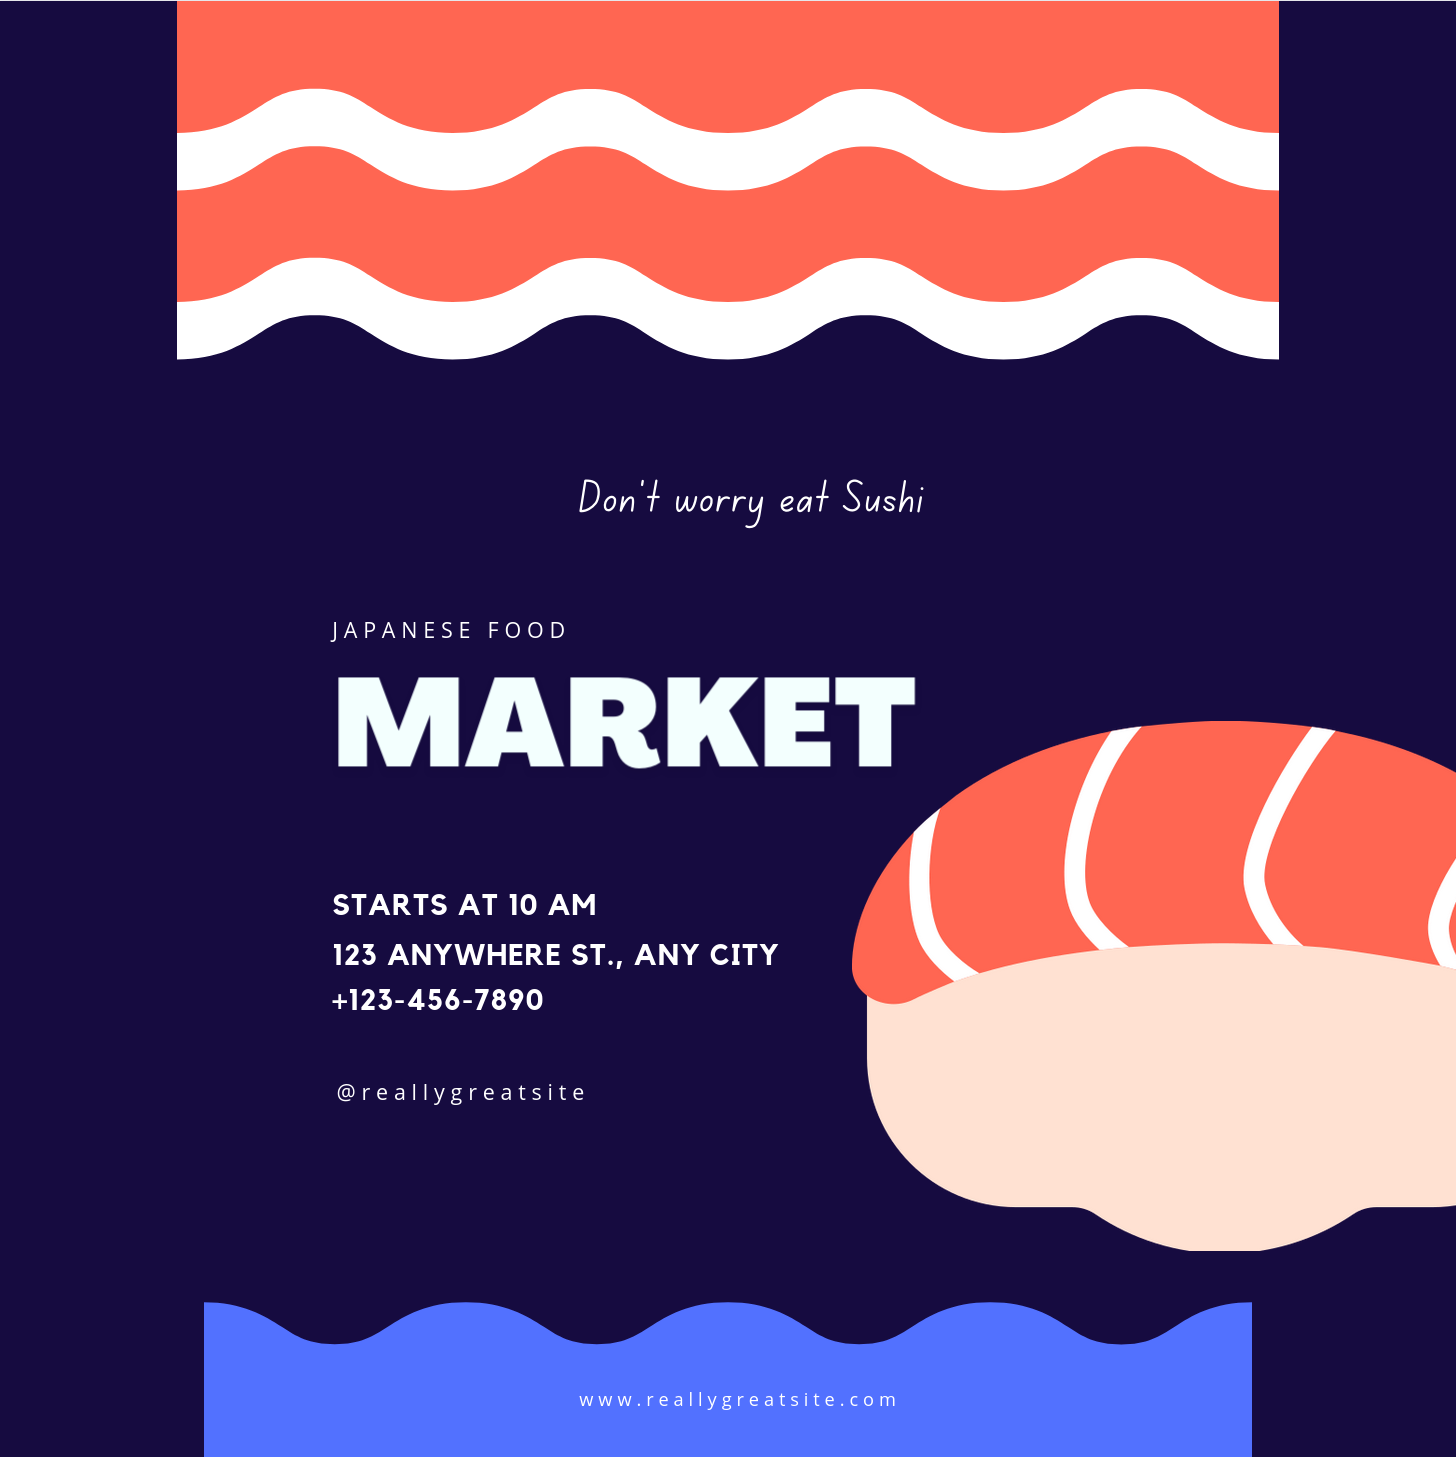 Don't worry eat Sushi
JAPANESE FOOD
MARKET
STARTS AT 10 AM
123 ANYWHERE ST., ANY CITY
+123-456-7890
@reallygreatsite
www.reallygreatsite.com